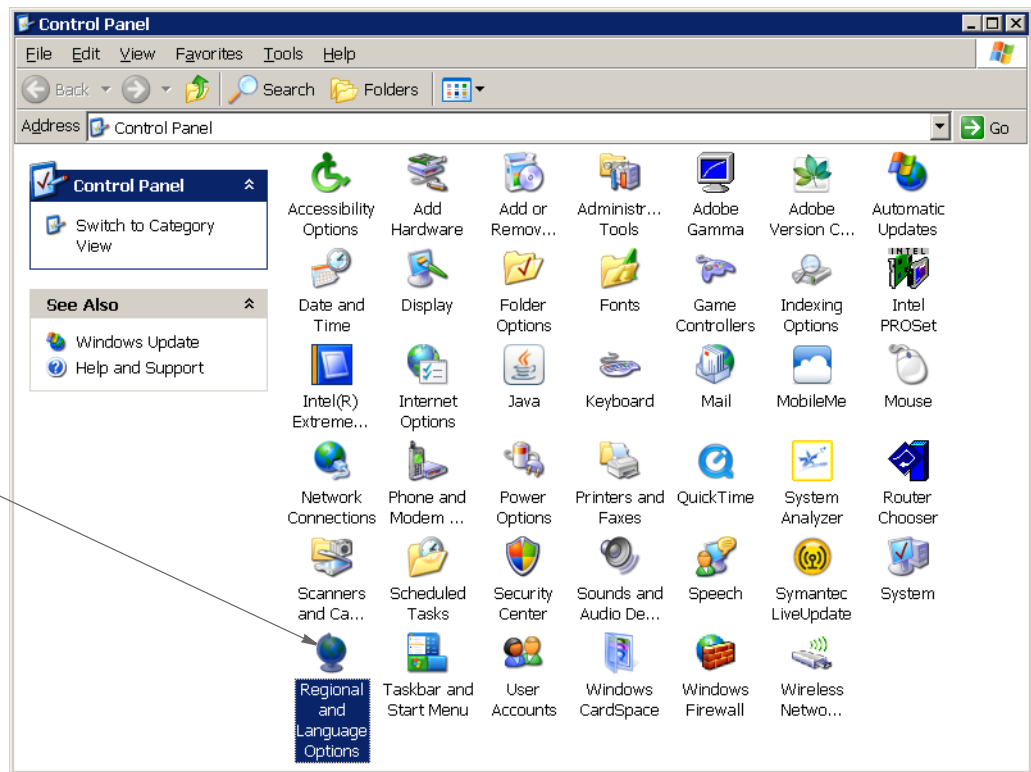 Control Panel
File Edit View Favorites Tools Help
Back Search Folders
Address Control Panel Go
Control Panel
Switch to Category
View
See Also
Windows Update
Help and Support
Accessibility
Options
Add
Hardware
Add or
Remov...
Administr...
Tools
Adobe
Gamma
Adobe
Version C...
Automatic
Updates
Date and
Time
Display
Folder
Options
Fonts
Game
Controllers
Indexing
Options
INTEL
Intel
PROSet
Intel(R)
Extreme...
Internet
Options
Java
Keyboard
Mail
MobileMe
Mouse
Network
Connections
Phone and
Modem ...
Power
Options
Printers and
Faxes
QuickTime
System
Analyzer
Router
Chooser
Scanners
and Ca...
Scheduled
Tasks
Security
Center
Sounds and
Audio De...
Speech
Symantec
LiveUpdate
System
Regional
and
Language
Options
Taskbar and
Start Menu
User
Accounts
Windows
CardSpace
Windows
Firewall
Wireless
Netwo...